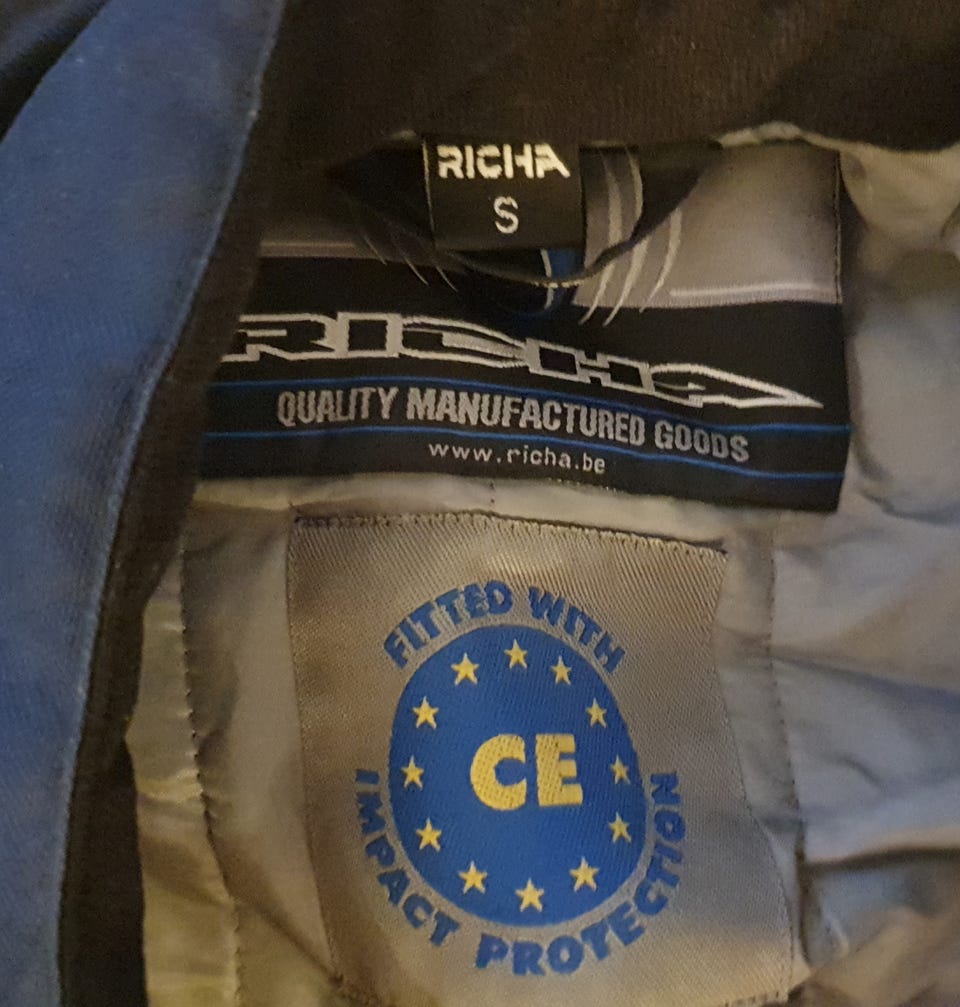 RICHA
S
RICHA
QUALITY MANUFACTURED GOODS
www.richa.be
FITTED WITH
CE
IMPACT PROTECTION